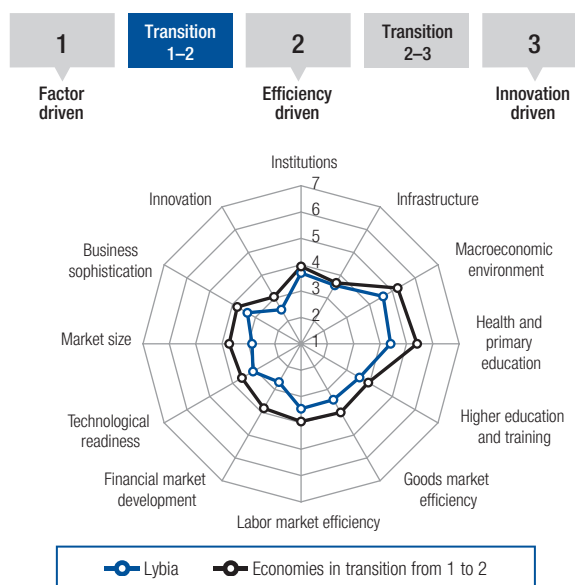 1
Transition
1–2
2
Transition
2–3
3
Factor
driven
Efficiency
driven
Innovation
driven
Institutions
7
6
5
4
3
2
1
Infrastructure
Macroeconomic
environment
Health and
primary
education
Higher education
and training
Goods market
efficiency
Labor market efficiency
Financial market
development
Technological
readiness
Market size
Business
sophistication
Innovation
Lybia
Economies in transition from 1 to 2